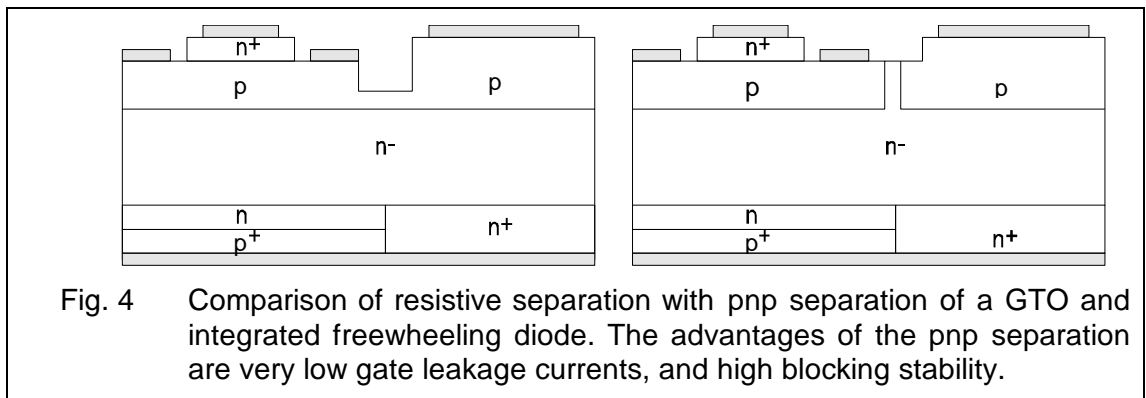 n+
p
p
n-
n
p+
n+
n+
p
p
n-
n
p+
n+
Fig. 4 Comparison of resistive separation with pnp separation of a GTO and
integrated freewheeling diode. The advantages of the pnp separation
are very low gate leakage currents, and high blocking stability.